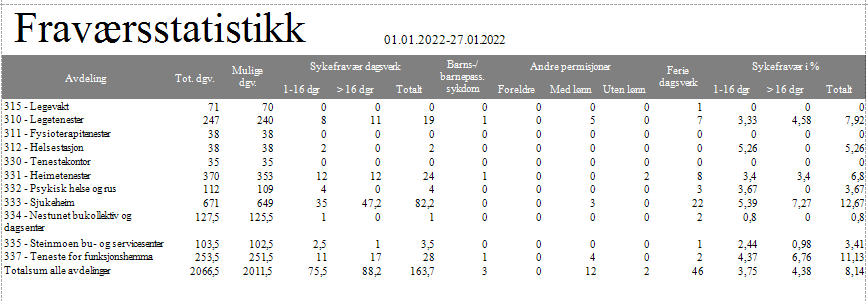 Fraværsstatistikk 01.01.2022-27.01.2022
Avdeling Tot. dgv. Mulige dgv. Sykefravær dagsverk Barns-/ barnepass. sykdom Andre permisjoner Ferie dagsverk Sykefravær i %
1-16 dgr >16 dgr Totalt Foreldre Med lønn Uten lønn 1-16 dgr >16 dgr Totalt
315 - Legevakt 71 70 0 0 0 0 0 0 0 1 0 0 0
310 - Legetenester 247 240 8 11 19 1 0 5 0 7 3,33 4,58 7,92
311 - Fysioterapitenester 38 38 0 0 0 0 0 0 0 0 0 0 0
312 - Helsestasjon 38 38 2 0 2 0 0 0 0 0 5,26 0 5,26
330 - Tenestekontor 35 35 0 0 0 0 0 0 0 0 0 0 0
331 - Heimetenester 370 353 12 12 24 1 0 0 2 8 3,4 3,4 6,8
332 - Psykisk helse og rus 112 109 4 0 4 0 0 0 0 3 3,67 0 3,67
333 - Sjukeheim 671 649 35 47,2 82,2 0 0 3 0 22 5,39 7,27 12,67
334 - Nestunet bukollektiv og 127,5 125,5 1 0 1 0 0 0 0 2 0,8 0 0,8
dagsenter
335 - Steinmoen bu- og servicesenter 103,5 102,5 2,5 1 3,5 0 0 0 0 1 2,44 0,98 3,41
337 - Teneste for funksjonshemma 253,5 251,5 11 17 28 1 0 4 0 2 4,37 6,76 11,13
Totalsum alle avdelinger 2066,5 2011,5 75,5 88,2 163,7 3 0 12 2 46 3,75 4,38 8,14